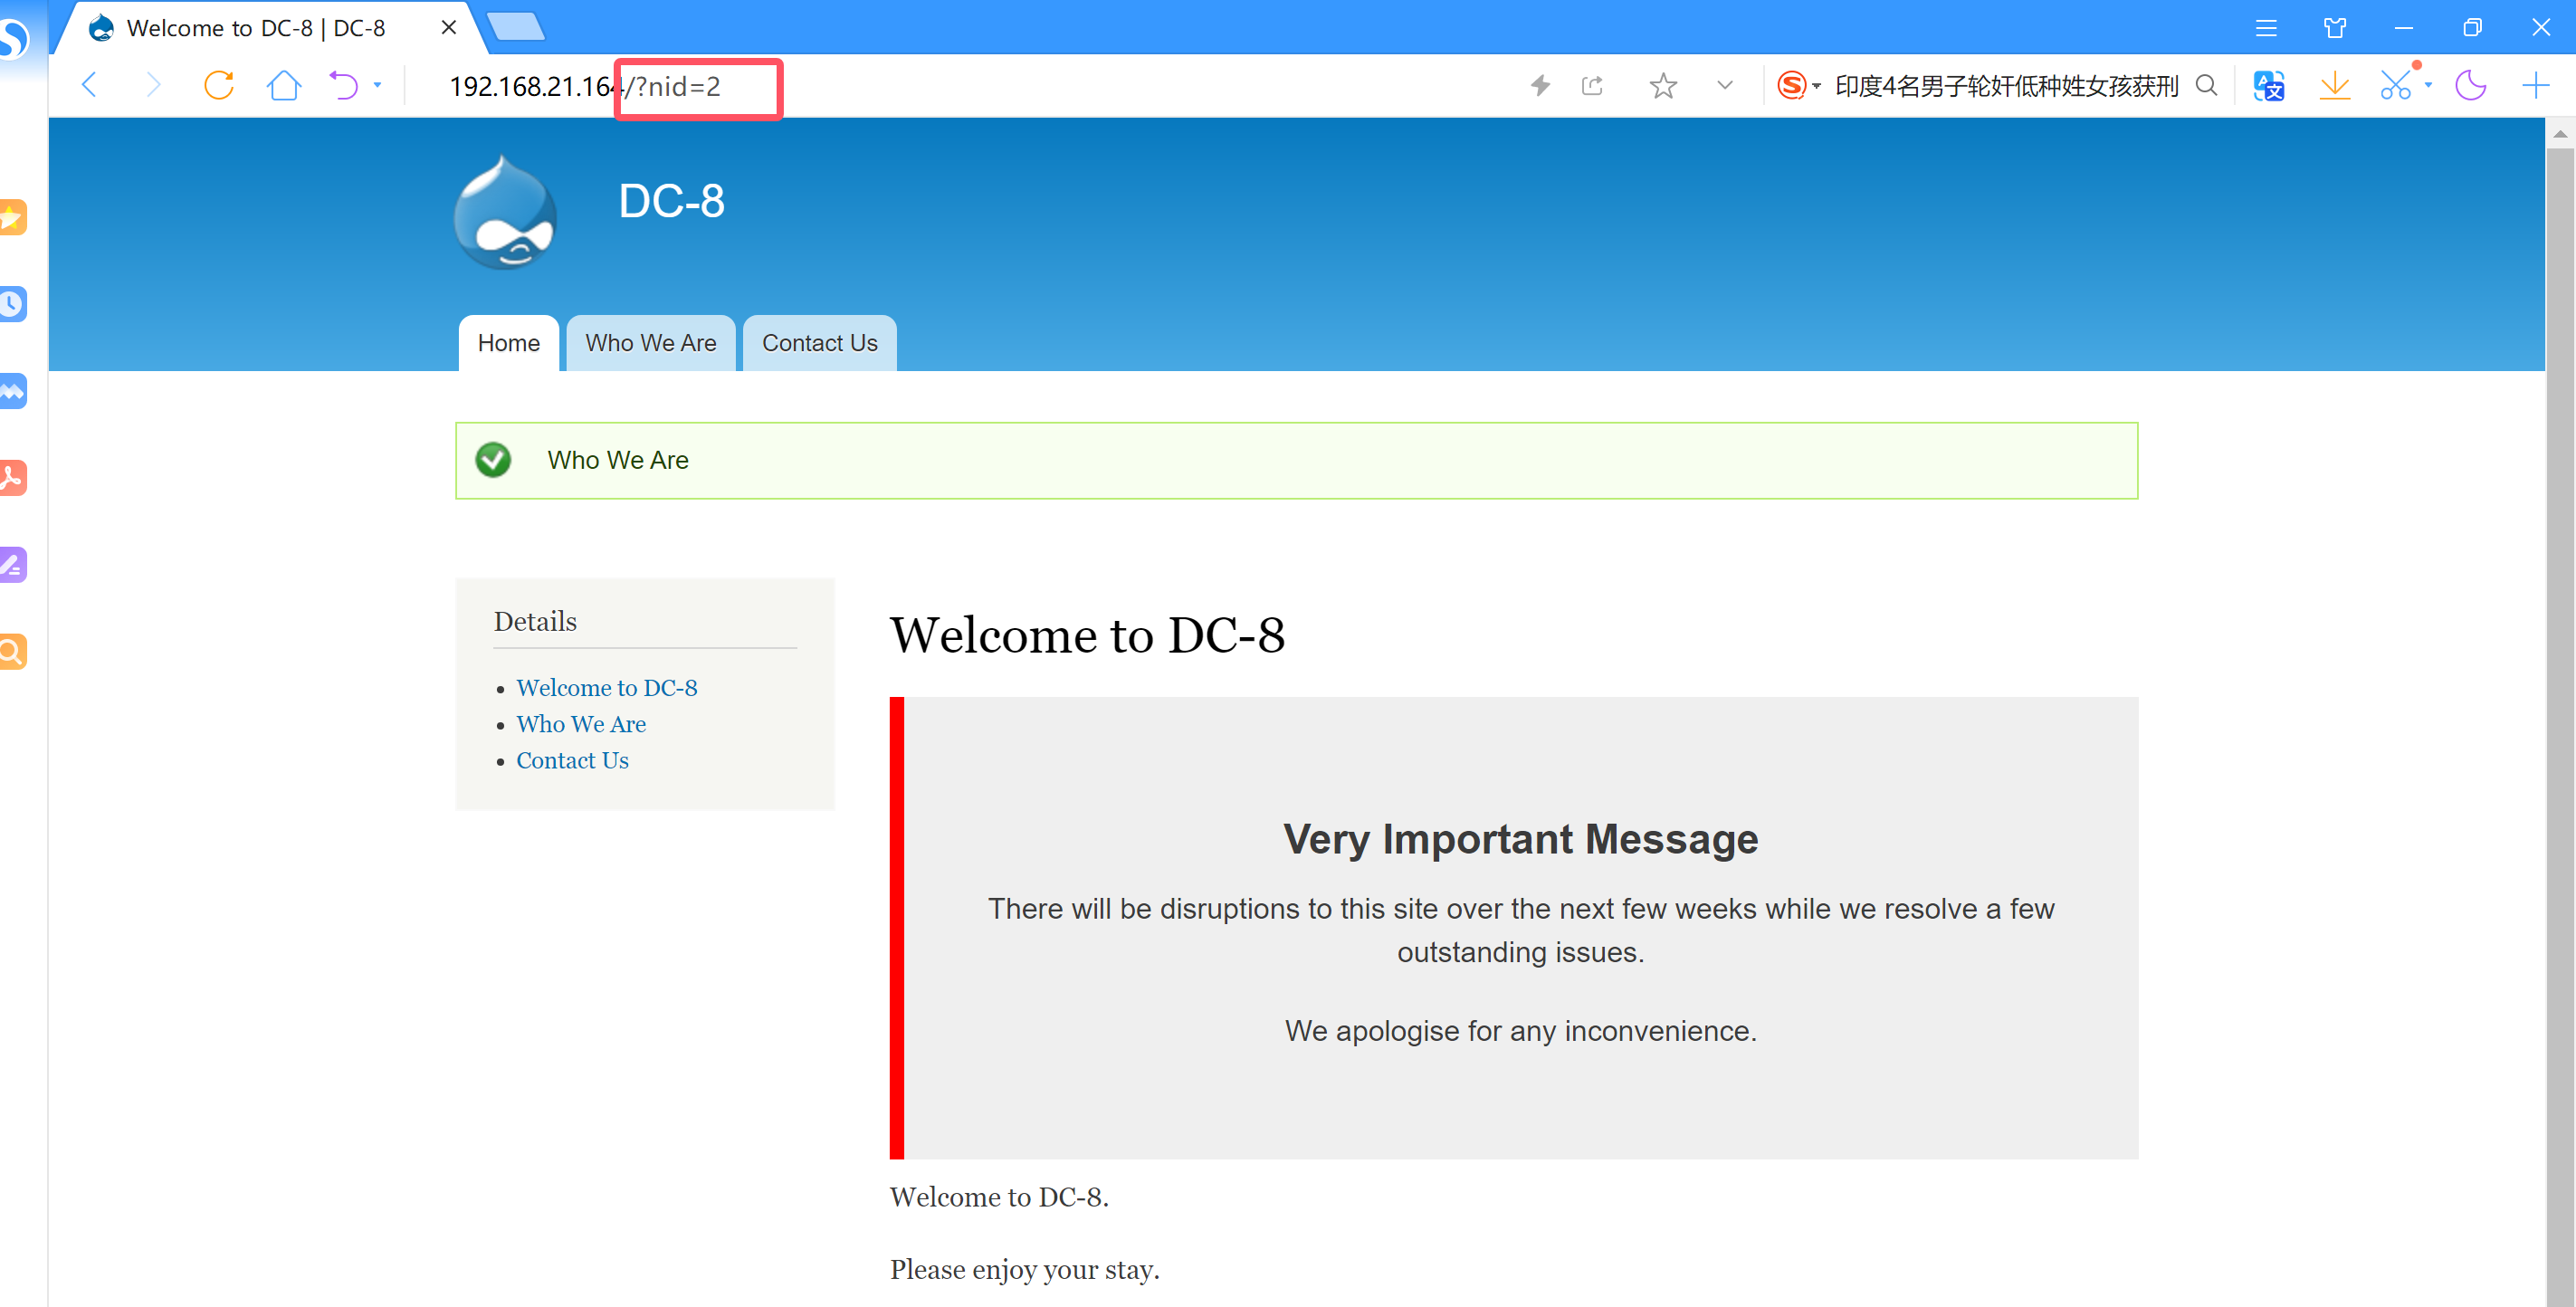 Welcome to DC-8 | DC-8
192.168.21.164/?nid=2
印度4名男子轮奸低种姓女孩获刑
DC-8
Home
Who We Are
Contact Us
Who We Are
Details
Welcome to DC-8
Who We Are
Contact Us
Welcome to DC-8
Very Important Message
There will be disruptions to this site over the next few weeks while we resolve a few
outstanding issues.
We apologise for any inconvenience.
Welcome to DC-8.
Please enjoy your stay.